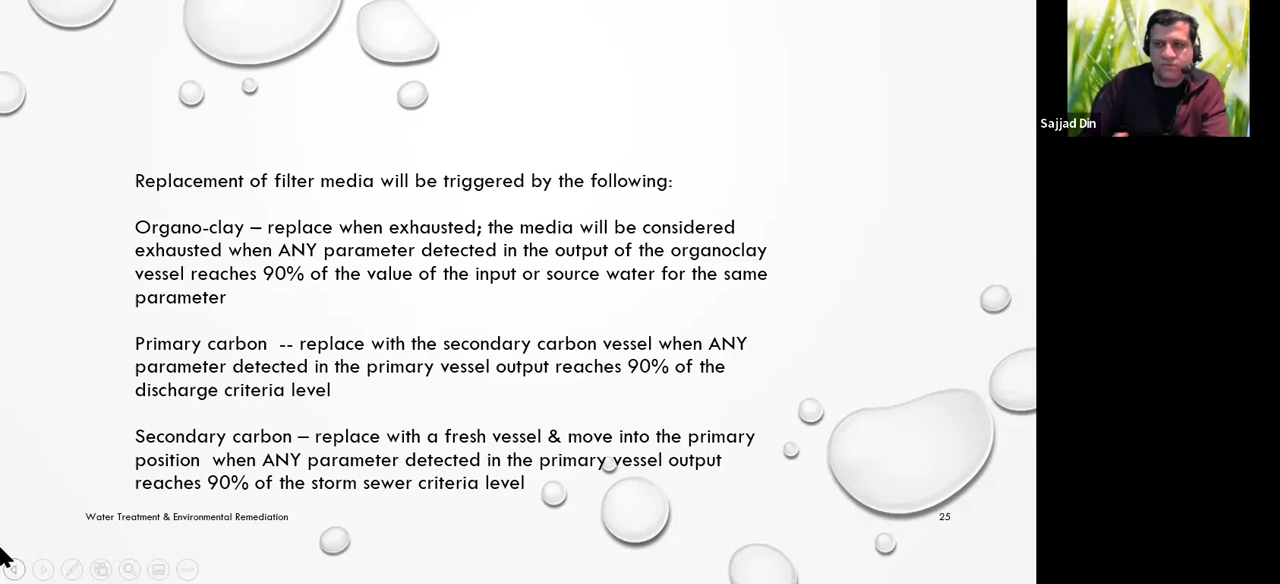 Replacement of filter media will be triggered by the following:
Organo-clay – replace when exhausted; the media will be considered
exhausted when ANY parameter detected in the output of the organoclay
vessel reaches 90% of the value of the input or source water for the same
parameter
Primary carbon -- replace with the secondary carbon vessel when ANY
parameter detected in the primary vessel output reaches 90% of the
discharge criteria level
Secondary carbon – replace with a fresh vessel & move into the primary
position when ANY parameter detected in the primary vessel output
reaches 90% of the storm sewer criteria level
Water Treatment & Environmental Remediation
25
Sajjad Din